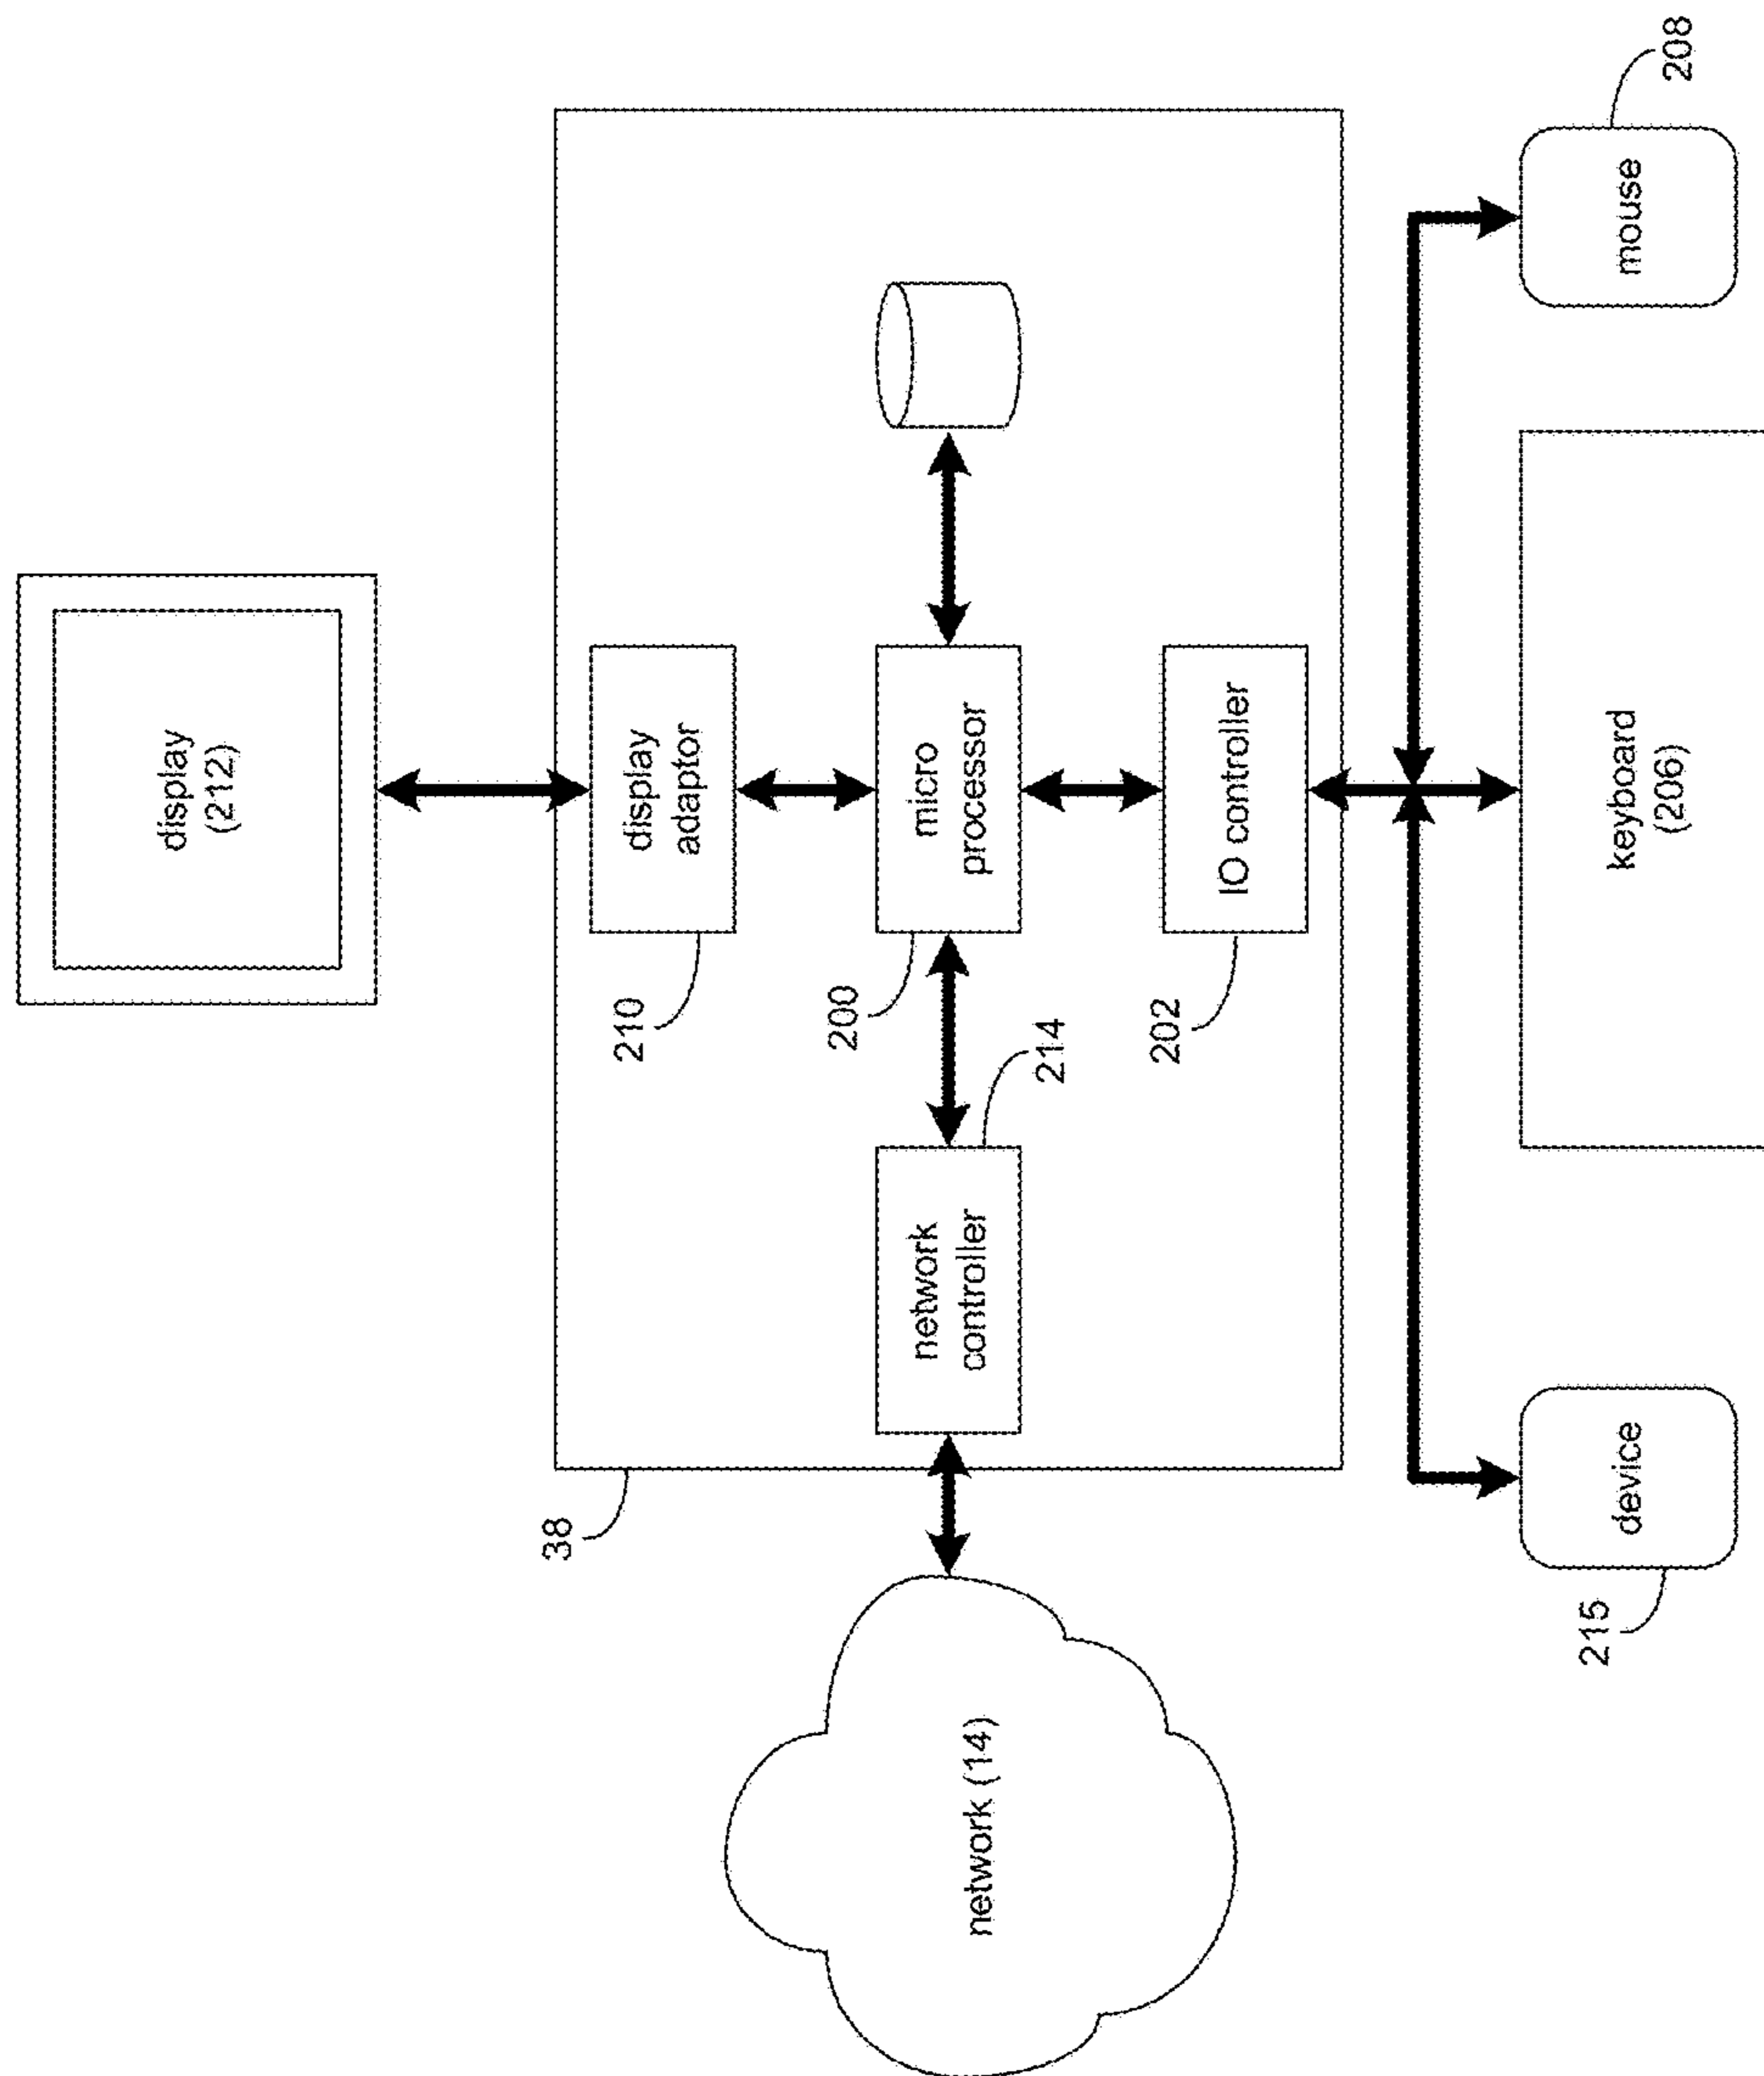 display
(212)
display
adaptor
210
micro
processor
200
network
controller
214
IO controller
202
38
network (14)
mouse
208
keyboard
(206)
device
215